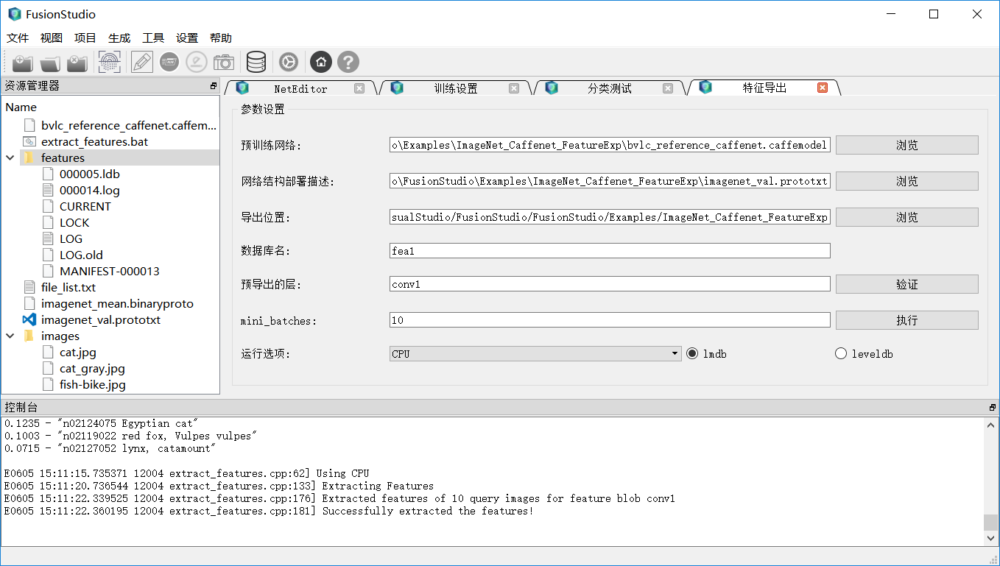 FusionStudio
文件 视图 项目 生成 工具 设置 帮助
RUN
资源管理器
NetEditor 训练设置 分类测试 特征导出
Name
bvlc_reference_caffenet.caffem...
extract_features.bat
features
000005.ldb
000014.log
CURRENT
LOCK
LOG
LOG.old
MANIFEST-000013
file_list.txt
imagenet_mean.binaryproto
imagenet_val.prototxt
images
cat.jpg
cat_gray.jpg
fish-bike.jpg
参数设置
预训练网络: o\Examples\ImageNet_Caffenet_FeatureExp\bvlc_reference_caffenet.caffemodel 浏览
网络结构部署描述: o\FusionStudio\Examples\ImageNet_Caffenet_FeatureExp\imagenet_val.prototxt 浏览
导出位置: sualStudio/FusionStudio/FusionStudio/Examples/ImageNet_Caffenet_FeatureExp 浏览
数据库名: fea1
预导出的层: conv1 验证
mini_batches: 10 执行
运行选项: CPU lmdb leveldb
控制台
0.1235 - "n02124075 Egyptian cat"
0.1003 - "n02119022 red fox, Vulpes vulpes"
0.0715 - "n02127052 lynx, catamount"
E0605 15:11:15.735371 12004 extract_features.cpp:62] Using CPU
E0605 15:11:20.736544 12004 extract_features.cpp:133] Extracting Features
E0605 15:11:22.339525 12004 extract_features.cpp:176] Extracted features of 10 query images for feature blob conv1
E0605 15:11:22.360195 12004 extract_features.cpp:181] Successfully extracted the features!